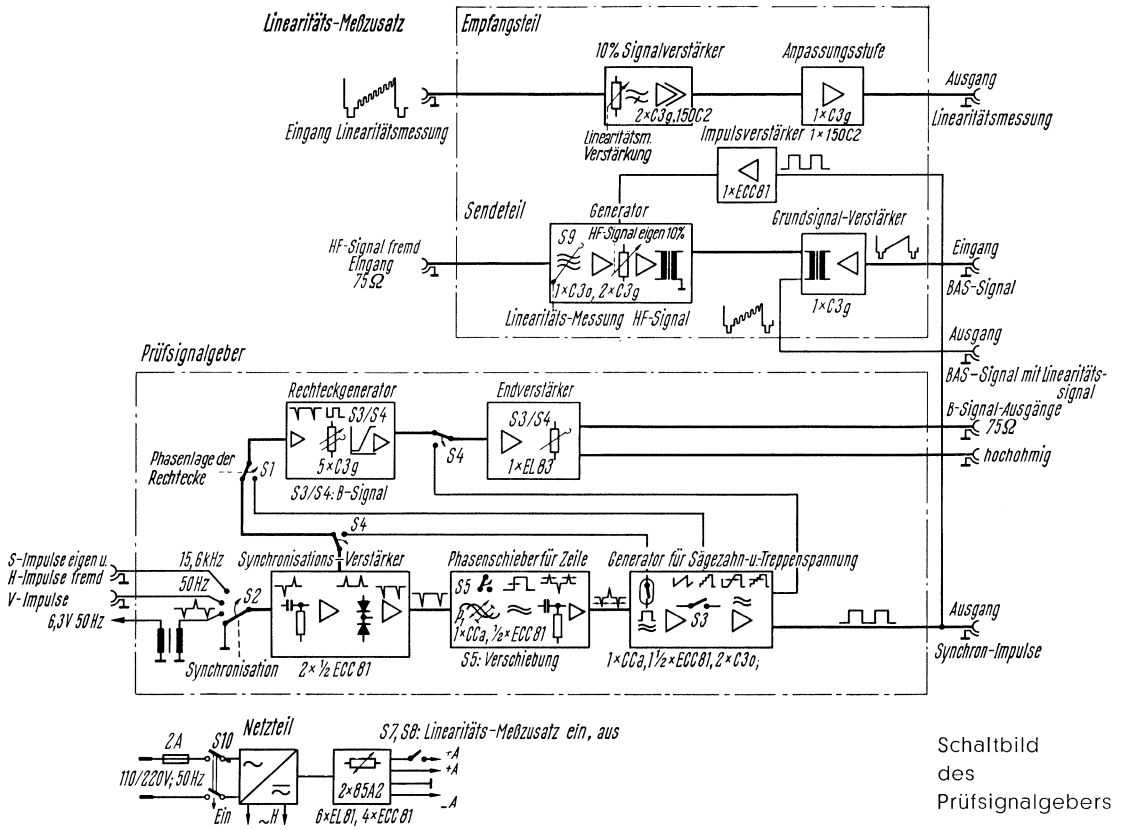 Linearitäts-Meßzusatz
Empfangsteil
10% Signalverstärker
Anpassungsstufe
Ausgang
Linearitätsmessung
Eingang Linearitätsmessung
2×C3g,150C2
1×C3g
1×150C2
Linearitätsm.
Verstärkung
Impulsverstärker
1×ECC81
Sendeteil
Generator
Grundsignal-Verstärker
HF-Signal fremd
Eingang
75Ω
S9
HF-Signal eigen 10%
1×C3o, 2×C3g
Linearitäts-Messung HF-Signal
1×C3g
Eingang
BAS-Signal
Ausgang
BAS-Signal mit Linearitäts-
signal
Prüfsignalgeber
Rechteckgenerator
S3/S4
5×C3g
S3/S4: B-Signal
Endverstärker
S3/S4
1×EL83
B-Signal-Ausgänge
75Ω
hochohmig
S4
Phasenlage der
Rechtecke
S1
S4
S-Impulse eigen u.
H-Impulse fremd
V-Impulse
6,3V 50Hz
15,6kHz
50Hz
S2
Synchronisation
Synchronisations-Verstärker
2×½ECC81
Phasenschieber für Zeile
S5
φ
1×CCa,½×ECC81
S5: Verschiebung
Generator für Sägezahn-u.Treppenspannung
S3
1×CCa,1½×ECC81,2×C3o;
Ausgang
Synchron-Impulse
Netzteil
2A
S10
110/220V; 50Hz
Ein
~H
S7,S8: Linearitäts-Meßzusatz ein, aus
2×85A2
6×EL81, 4×ECC81
+A
+A
-A
Schaltbild
des
Prüfsignalgebers